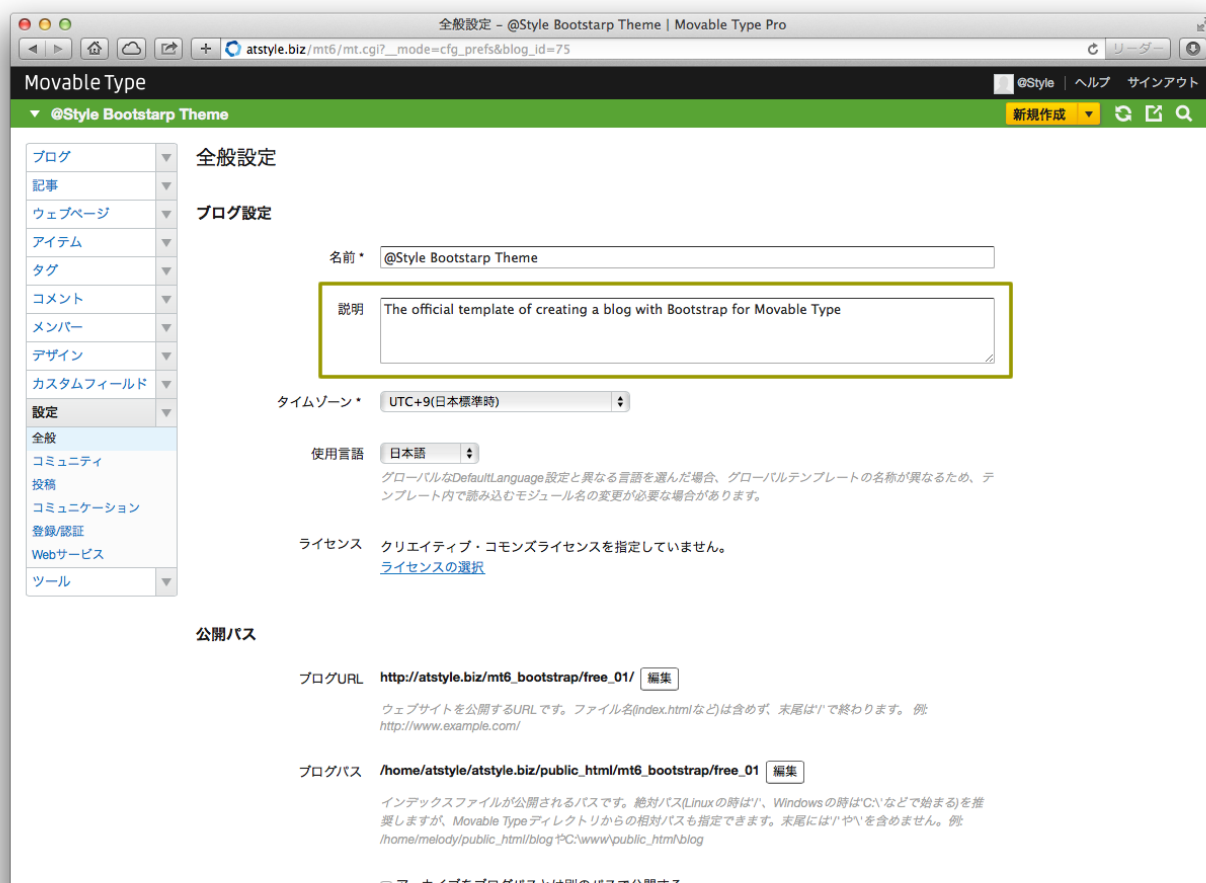 全般設定 – @Style Bootstarp Theme | Movable Type Pro
atstyle.biz/mt6/mt.cgi?__mode=cfg_prefs&blog_id=75
リーダー
Movable Type
@Style
ヘルプ
サインアウト
@Style Bootstarp Theme
新規作成
ブログ
記事
ウェブページ
アイテム
タグ
コメント
メンバー
デザイン
カスタムフィールド
設定
全般
コミュニティ
投稿
コミュニケーション
登録/認証
Webサービス
ツール
全般設定
ブログ設定
名前 *
@Style Bootstarp Theme
説明
The official template of creating a blog with Bootstrap for Movable Type
タイムゾーン *
UTC+9(日本標準時)
使用言語
日本語
グローバルなDefaultLanguage設定と異なる言語を選んだ場合、グローバルテンプレートの名称が異なるため、テ
ンプレート内で読み込むモジュール名の変更が必要な場合があります。
ライセンス
クリエイティブ・コモンズライセンスを指定していません。
ライセンスの選択
公開パス
ブログURL
http://atstyle.biz/mt6_bootstrap/free_01/
編集
ウェブサイトを公開するURLです。ファイル名(index.htmlなど)は含めず、末尾は'/'で終わります。 例:
http://www.example.com/
ブログパス
/home/atstyle/atstyle.biz/public_html/mt6_bootstrap/free_01
編集
インデックスファイルが公開されるパスです。絶対パス(Linuxの時は'/'、Windowsの時は'C:\'などで始まる)を推
奨しますが、Movable Typeディレクトリからの相対パスも指定できます。末尾には'/'や'\'を含めません。例:
/home/melody/public_html/blogやC:\www\public_html\blog
アーカイブをブログパスとは別のパスで公開する